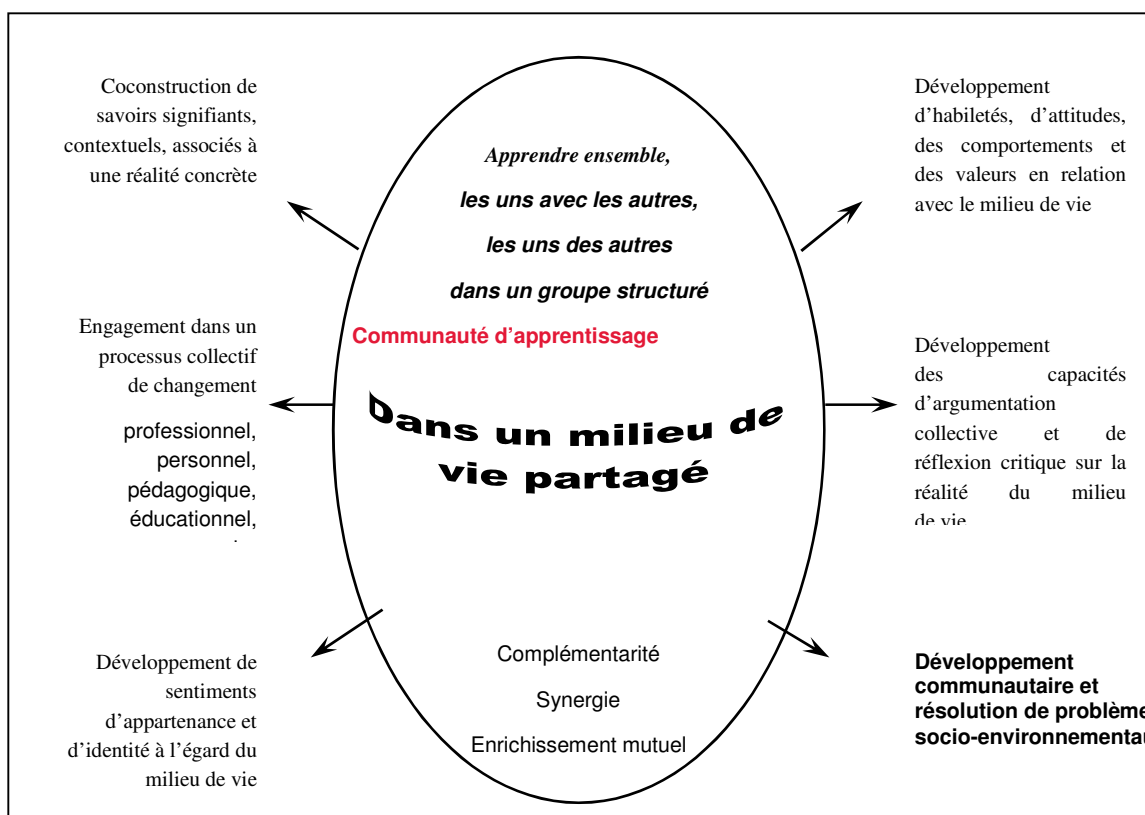 Coconstruction de
savoirs signifiants,
contextuels, associés à
une réalité concrète
Engagement dans un
processus collectif
de changement
professionnel,
personnel,
pédagogique,
éducationnel,
Développement de
sentiments
d'appartenance et
d'identité à l'égard du
milieu de vie
Apprendre ensemble,
les uns avec les autres,
les uns des autres
dans un groupe structuré
Communauté d'apprentissage
Dans un milieu de
vie partagé
Complémentarité
Synergie
Enrichissement mutuel
Développement
d'habiletés, d'attitudes,
des comportements et
des valeurs en relation
avec le milieu de vie
Développement
des capacités
d'argumentation
collective et de
réflexion critique sur la
réalité du milieu
de vie
Développement
communautaire et
résolution de problème
socio-environnementau